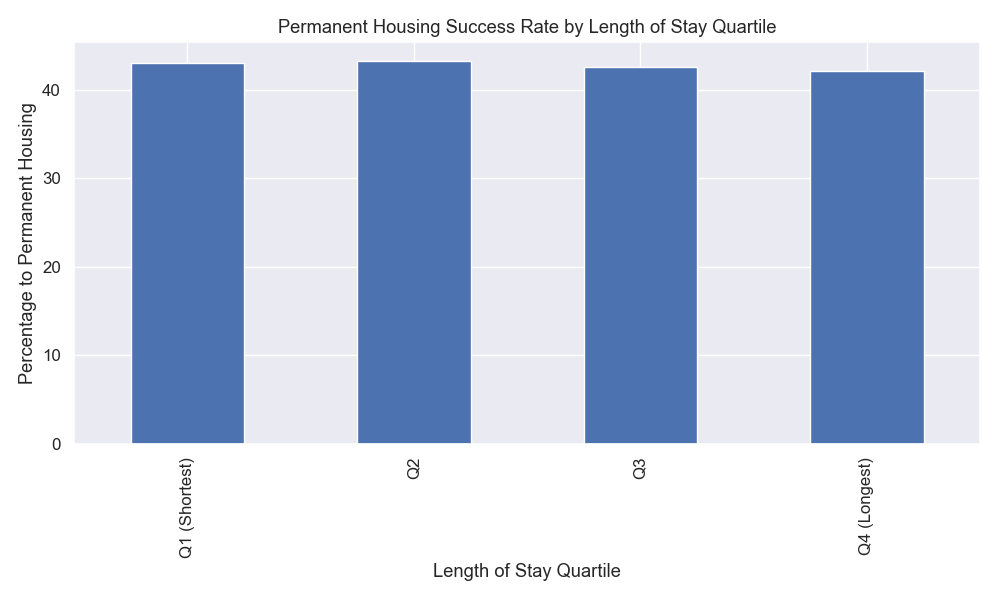 Permanent Housing Success Rate by Length of Stay Quartile
Percentage to Permanent Housing
40
30
20
10
0
Q1 (Shortest)
Q2
Q3
Q4 (Longest)
Length of Stay Quartile